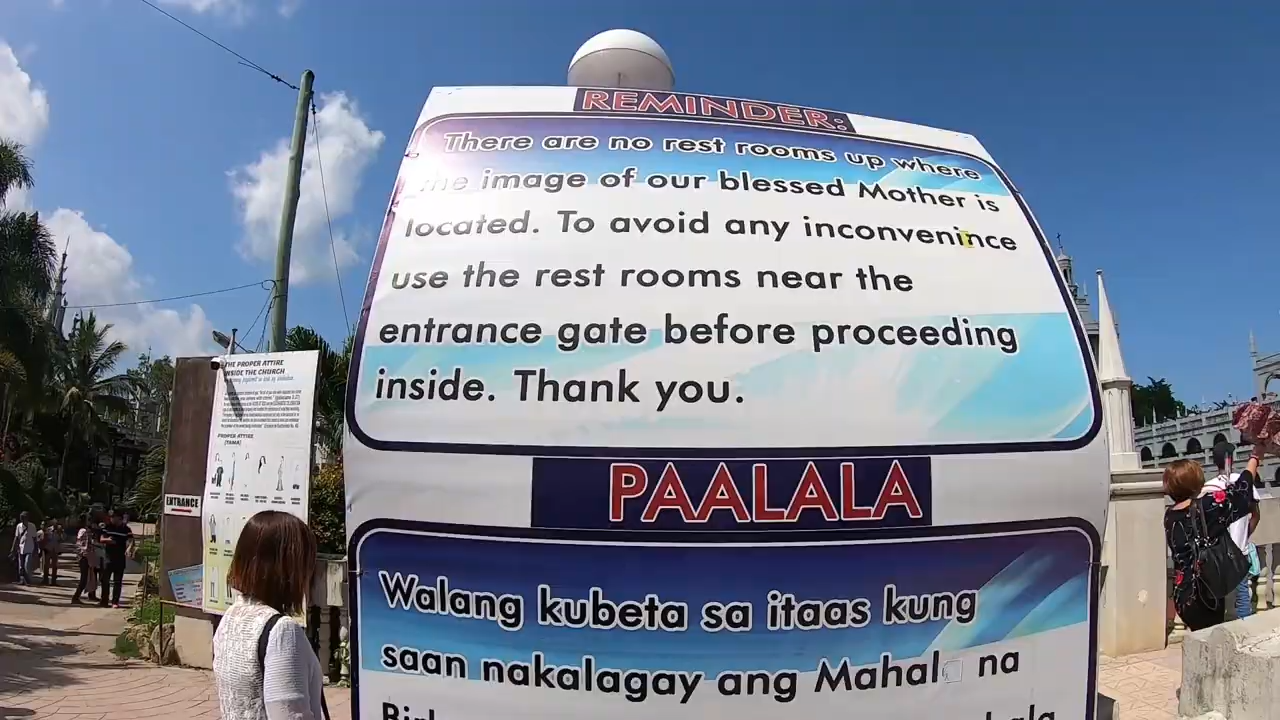 REMINDER:
There are no rest rooms up where
the image of our blessed Mother is
located. To avoid any inconvenince
use the rest rooms near the
entrance gate before proceeding
inside. Thank you.
PAALALA
Walang kubeta sa itaas kung
saan nakalagay ang Mahal na
THE PROPER ATTIRE
INSIDE THE CHURCH
PROPER ATTIRE
(TAMA)
ENTRANCE